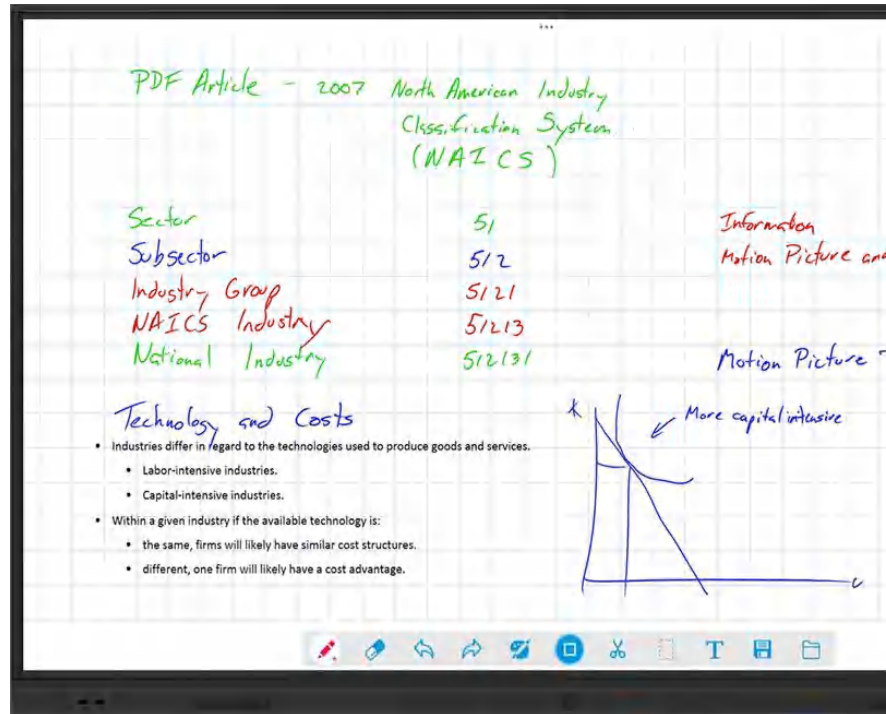 PDF Article - 2007 North American Industry
Classification System
(NAICS)
Sector 51 Information
Subsector 512 Motion Picture and
Industry Group 5121
NAICS Industry 51213
National Industry 512131 Motion Picture T
Technology and Costs
K More capital intensive
• Industries differ in regard to the technologies used to produce goods and services.
• Labor-intensive industries.
• Capital-intensive industries.
• Within a given industry if the available technology is:
• the same, firms will likely have similar cost structures.
• different, one firm will likely have a cost advantage.
L
T